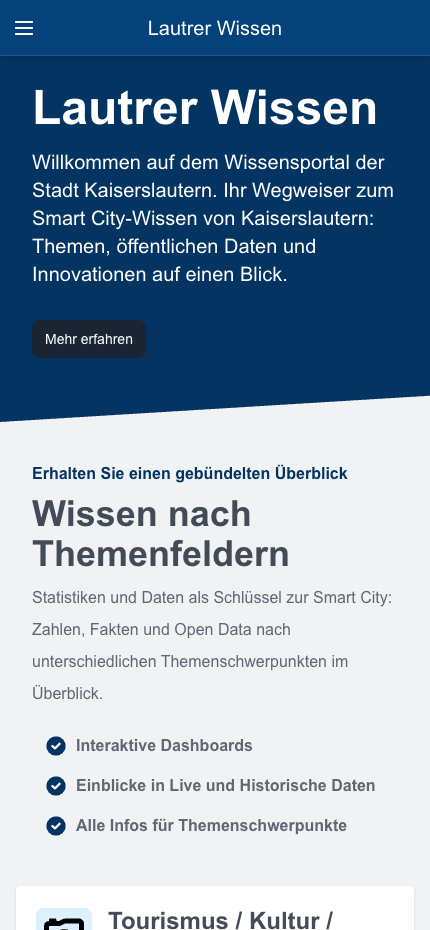 Lautrer Wissen
Lautrer Wissen
Willkommen auf dem Wissensportal der
Stadt Kaiserslautern. Ihr Wegweiser zum
Smart City-Wissen von Kaiserslautern:
Themen, öffentlichen Daten und
Innovationen auf einen Blick.
Mehr erfahren
Erhalten Sie einen gebündelten Überblick
Wissen nach
Themenfeldern
Statistiken und Daten als Schlüssel zur Smart City:
Zahlen, Fakten und Open Data nach
unterschiedlichen Themenschwerpunkten im
Überblick.
Interaktive Dashboards
Einblicke in Live und Historische Daten
Alle Infos für Themenschwerpunkte
Tourismus / Kultur /